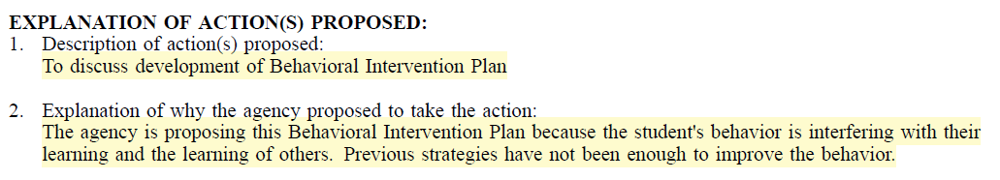 EXPLANATION OF ACTION(S) PROPOSED:
1. Description of action(s) proposed:
To discuss development of Behavioral Intervention Plan
2. Explanation of why the agency proposed to take the action:
The agency is proposing this Behavioral Intervention Plan because the student's behavior is interfering with their
learning and the learning of others.  Previous strategies have not been enough to improve the behavior.